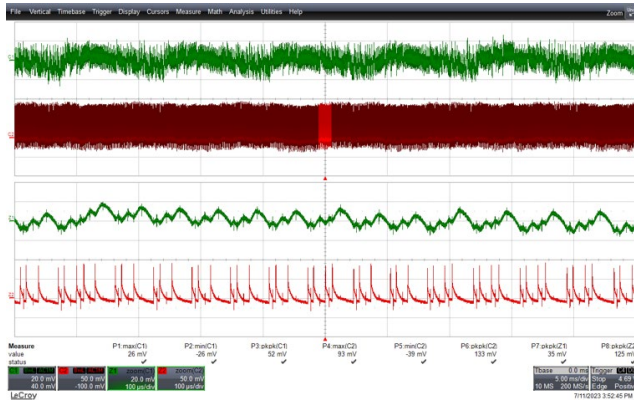 File Vertical Timebase Trigger Display Cursors Measure Math Analysis Utilities Help Zoom
Measure P1:max(C1) P2:min(C1) P3:pkpk(C1) P4:max(C2) P5:min(C2) P6:pkpk(C2) P7:pkpk(Z1) P8:pkpk(Z2)
value 26 mV -26 mV 52 mV 93 mV -39 mV 133 mV 35 mV 125 mV
status
zoom(C1) zoom(C2) Tbase 0.0 ms Trigger
20.0 mV 50.0 mV 20.0 mV 50.0 mV 5.00 ms/div Stop
40.0 mV -100.0 mV 100 µs/div 100 µs/div 10 MS 200 MS/s Edge Positive
LeCroy 7/11/2023 3:52:45 PM